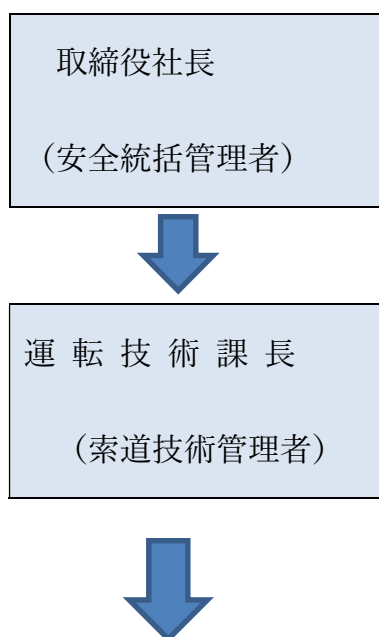 取締役社長
（安全統括管理者）
運 転 技 術 課 長
（索道技術管理者）